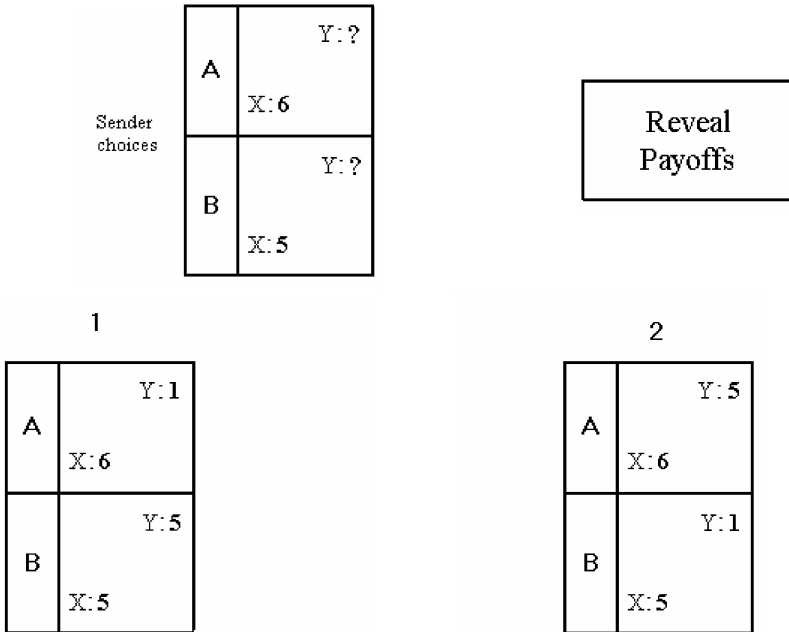 Y:?
A
X:6
Sender
choices
Y:?
B
X:5
Reveal
Payoffs
1
Y:1
A
X:6
Y:5
B
X:5
2
Y:5
A
X:6
Y:1
B
X:5